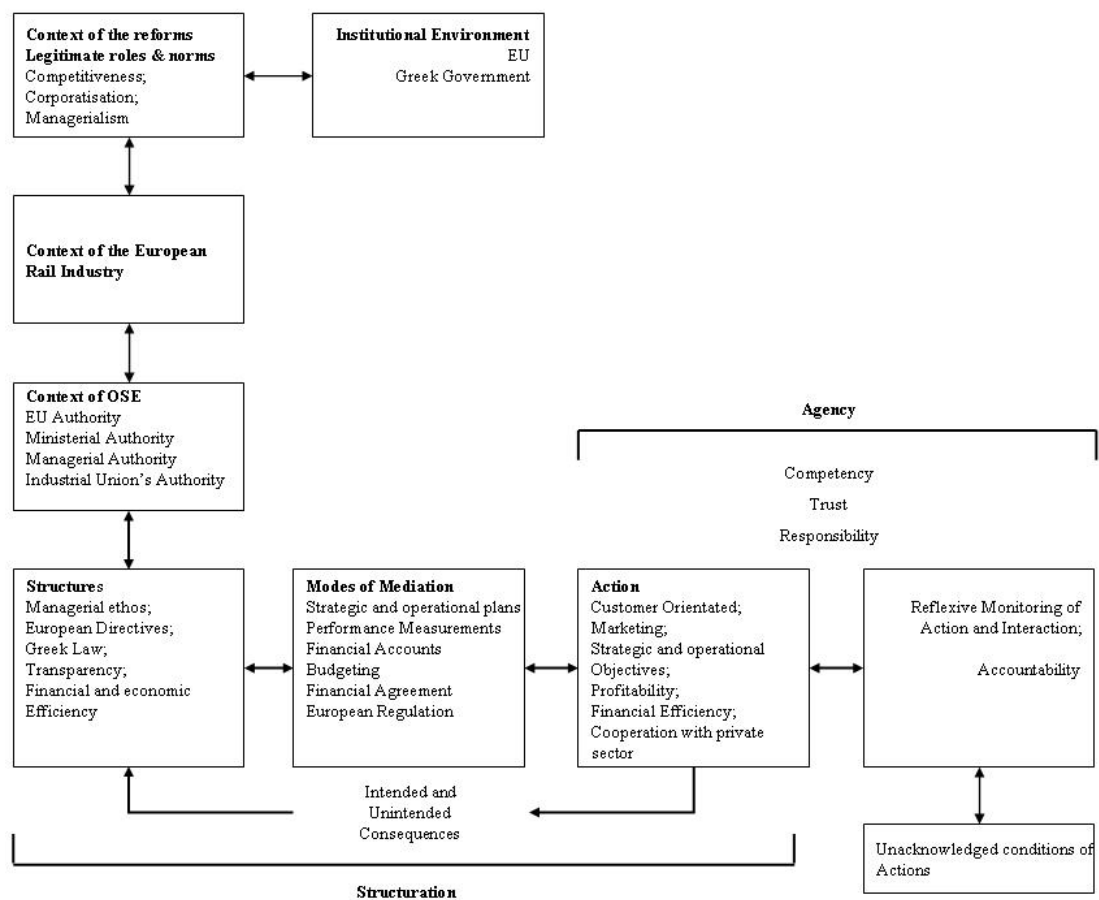 Context of the reforms
Legitimate roles & norms
Competitiveness;
Corporatisation;
Managerialism
Institutional Environment
EU
Greek Government
Context of the European
Rail Industry
Context of OSE
EU Authority
Ministerial Authority
Managerial Authority
Industrial Union's Authority
Agency
Competency
Trust
Responsibility
Structures
Managerial ethos;
European Directives;
Greek Law;
Transparency;
Financial and economic
Efficiency
Modes of Mediation
Strategic and operational plans
Performance Measurements
Financial Accounts
Budgeting
Financial Agreement
European Regulation
Action
Customer Orientated;
Marketing;
Strategic and operational
Objectives;
Profitability;
Financial Efficiency;
Cooperation with private
sector
Reflexive Monitoring of
Action and Interaction;
Accountability
Intended and
Unintended
Consequences
Unacknowledged conditions of
Actions
Structuration